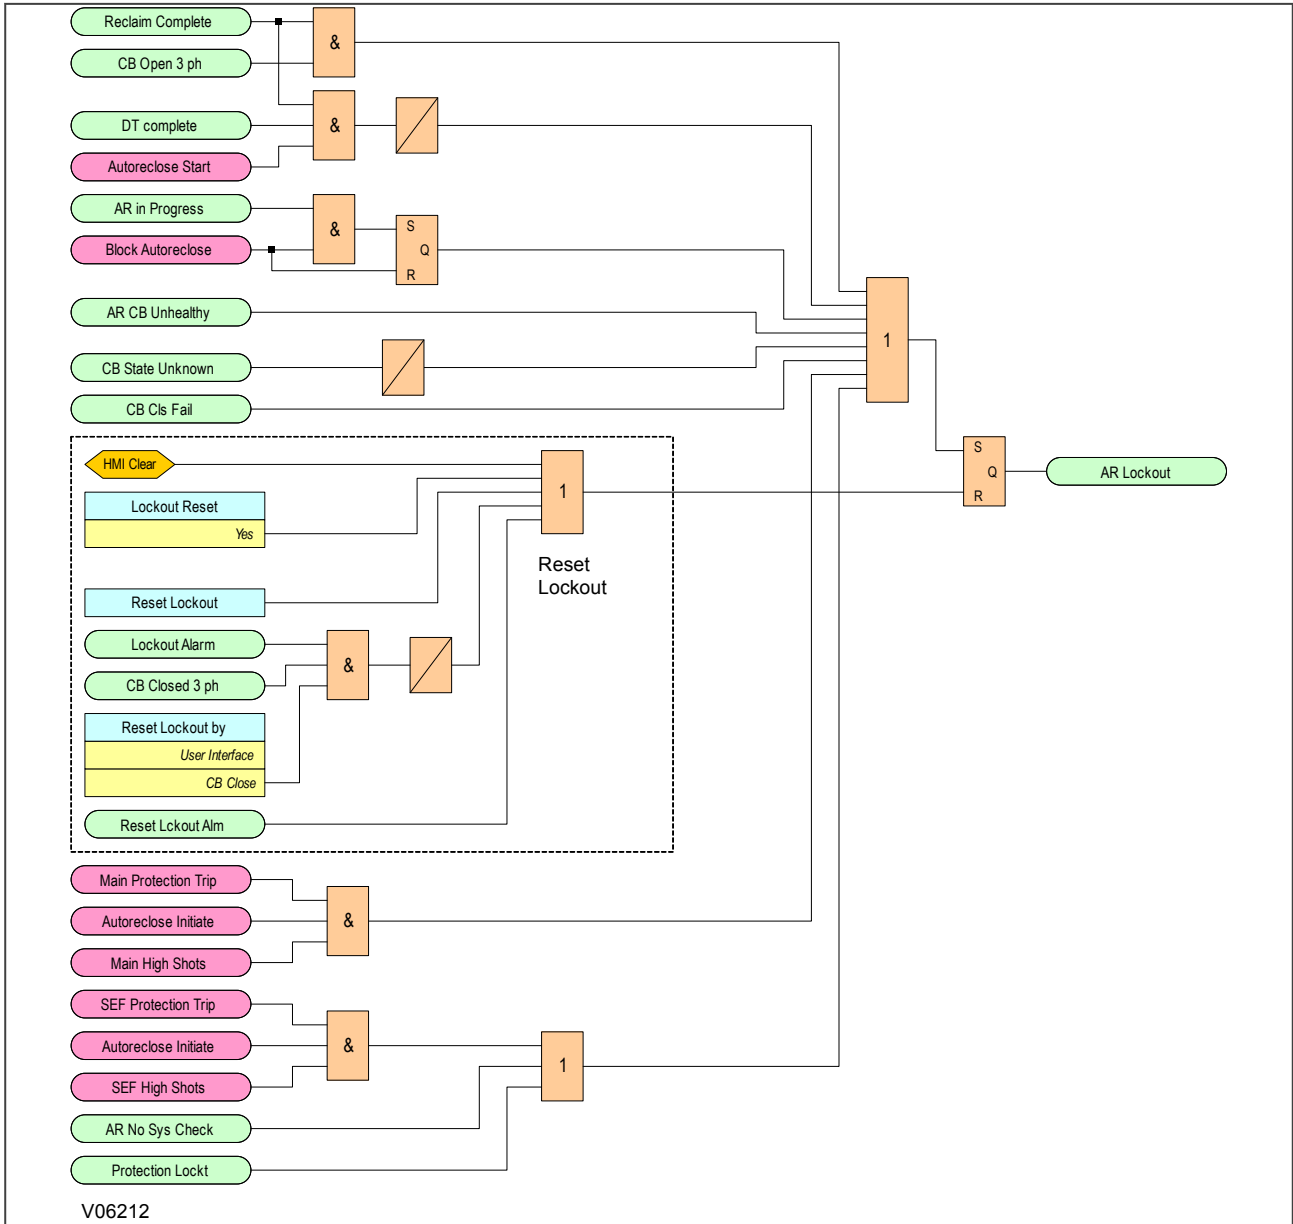 Reclaim Complete
&
CB Open 3 ph
DT complete
&
Autoreclose Start
AR in Progress
&
S
Q
R
Block Autoreclose
AR CB Unhealthy
1
CB State Unknown
CB Cls Fail
S
Q
R
AR Lockout
HMI Clear
1
Lockout Reset
Yes
Reset
Lockout
Reset Lockout
Lockout Alarm
&
CB Closed 3 ph
Reset Lockout by
User Interface
CB Close
Reset Lckout Alm
Main Protection Trip
Autoreclose Initiate
&
Main High Shots
SEF Protection Trip
Autoreclose Initiate
&
1
SEF High Shots
AR No Sys Check
Protection Lockt
V06212